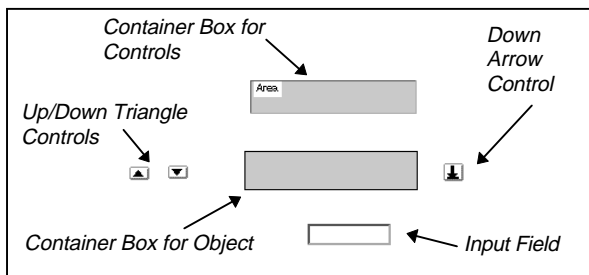 Container Box for
Controls
Down
Arrow
Control
Area
Up/Down Triangle
Controls
Container Box for Object
Input Field